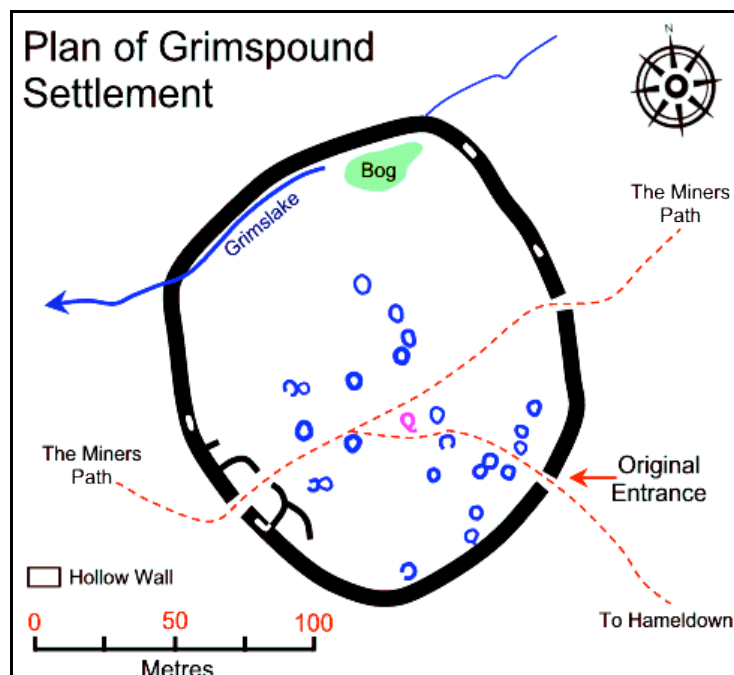 Plan of Grimspound
Settlement
N
Bog
Grimslake
The Miners
Path
The Miners
Path
Original
Entrance
Hollow Wall
To Hameldown
0 50 100
Metres